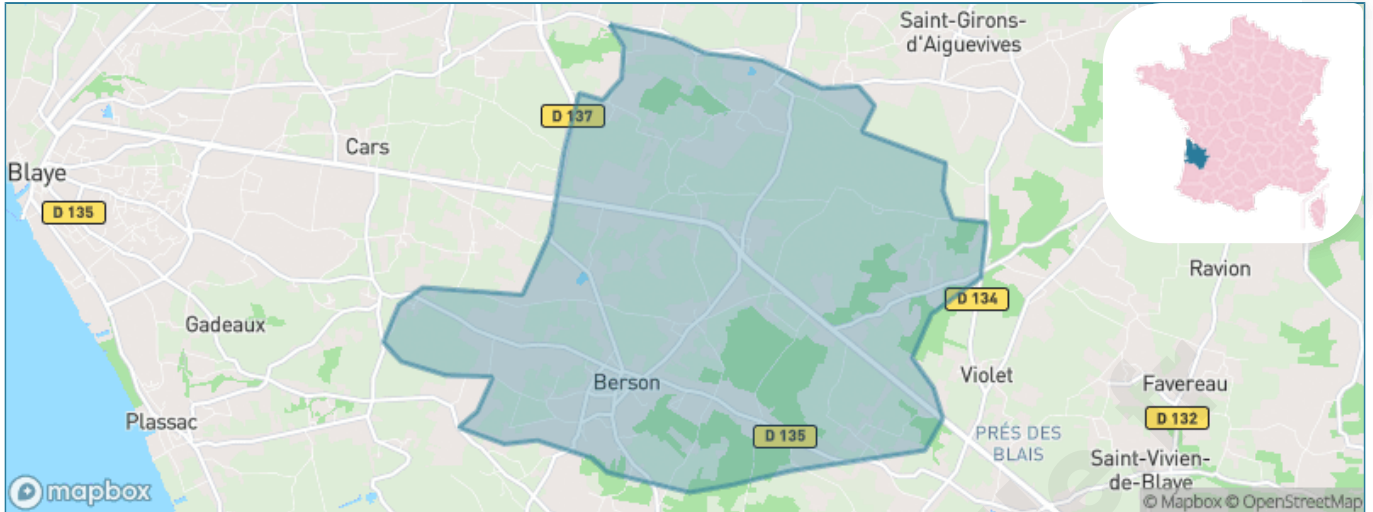 Saint-Girons-
d'Aiguevives
D 137
Cars
Blaye
D 135
Ravion
D 134
Gadeaux
Violet
Berson
Favereau
Plassac
D 132
D 135
PRÉS DES
BLAIS
Saint-Vivien-
de-Blaye
mapbox
© Mapbox © OpenStreetMap